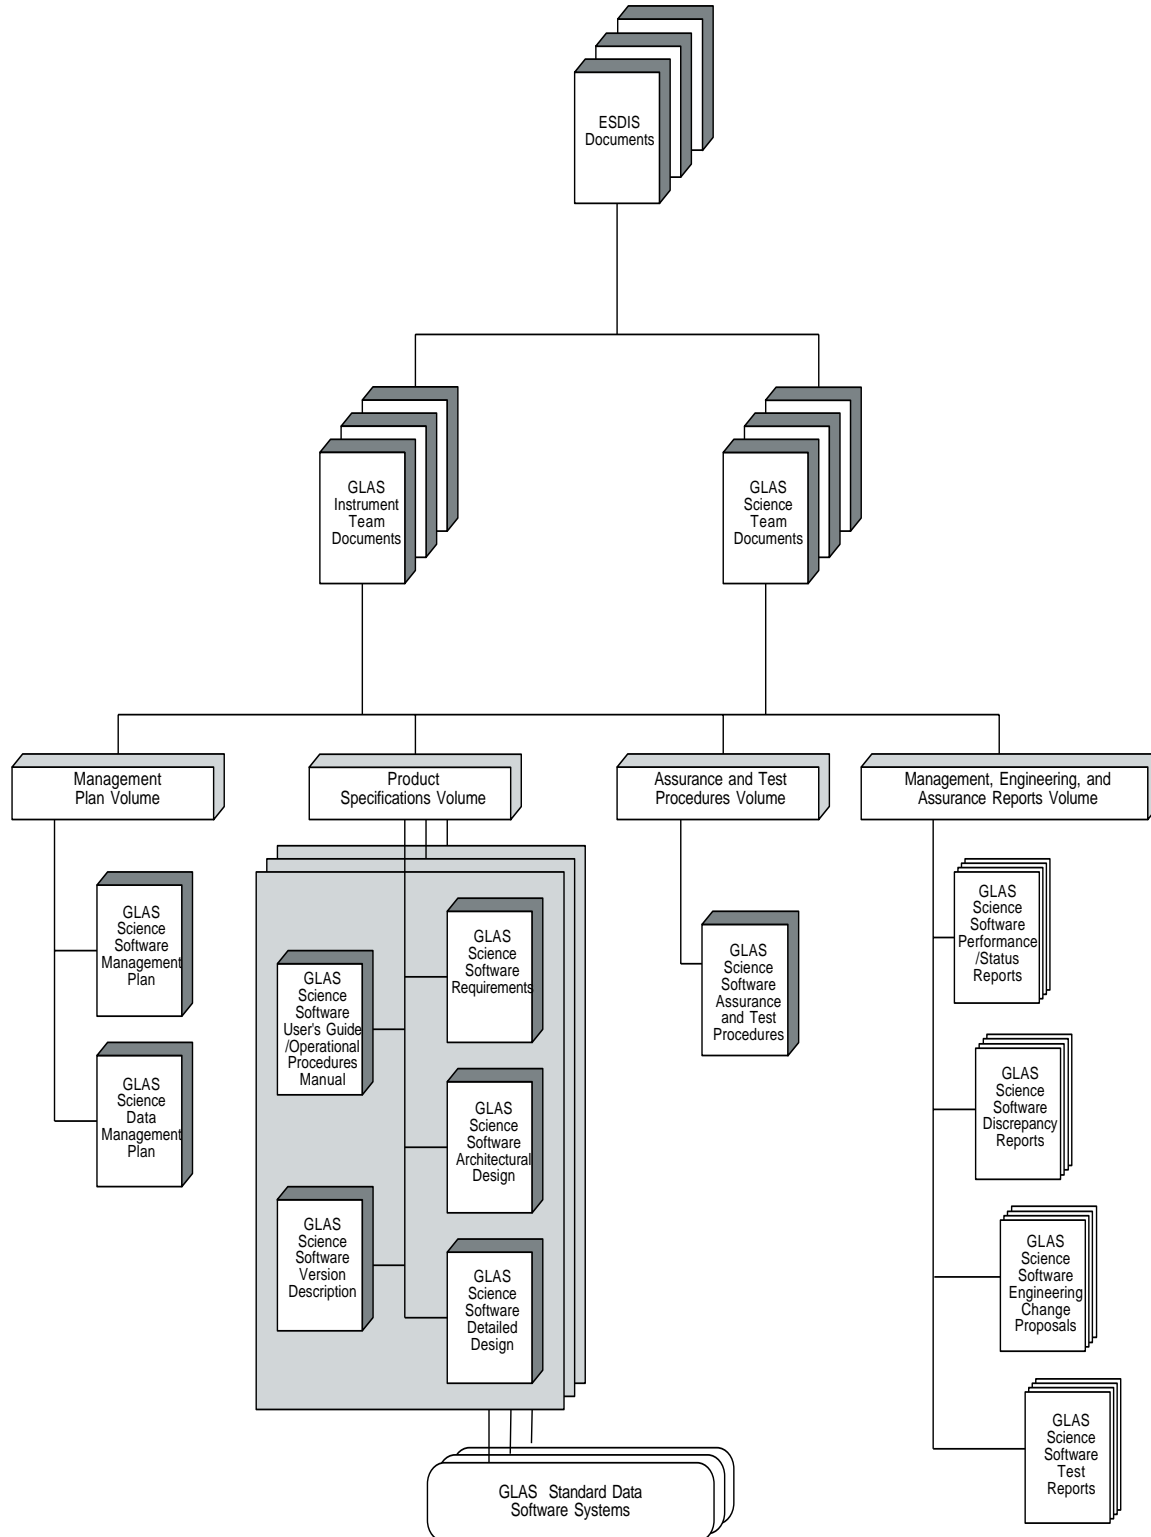 ESDIS
Documents
GLAS
Instrument
Team
Documents
GLAS
Science
Team
Documents
Management
Plan Volume
Product
Specifications Volume
Assurance and Test
Procedures Volume
Management, Engineering, and
Assurance Reports Volume
GLAS
Science
Software
Management
Plan
GLAS
Science
Data
Management
Plan
GLAS
Science
Software
User's Guide
/Operational
Procedures
Manual
GLAS
Science
Software
Version
Description
GLAS
Science
Software
Requirements
GLAS
Science
Software
Architectural
Design
GLAS
Science
Software
Detailed
Design
GLAS Standard Data
Software Systems
GLAS
Science
Software
Assurance
and Test
Procedures
GLAS
Science
Software
Performance
/Status
Reports
GLAS
Science
Software
Discrepancy
Reports
GLAS
Science
Software
Engineering
Change
Proposals
GLAS
Science
Software
Test
Reports